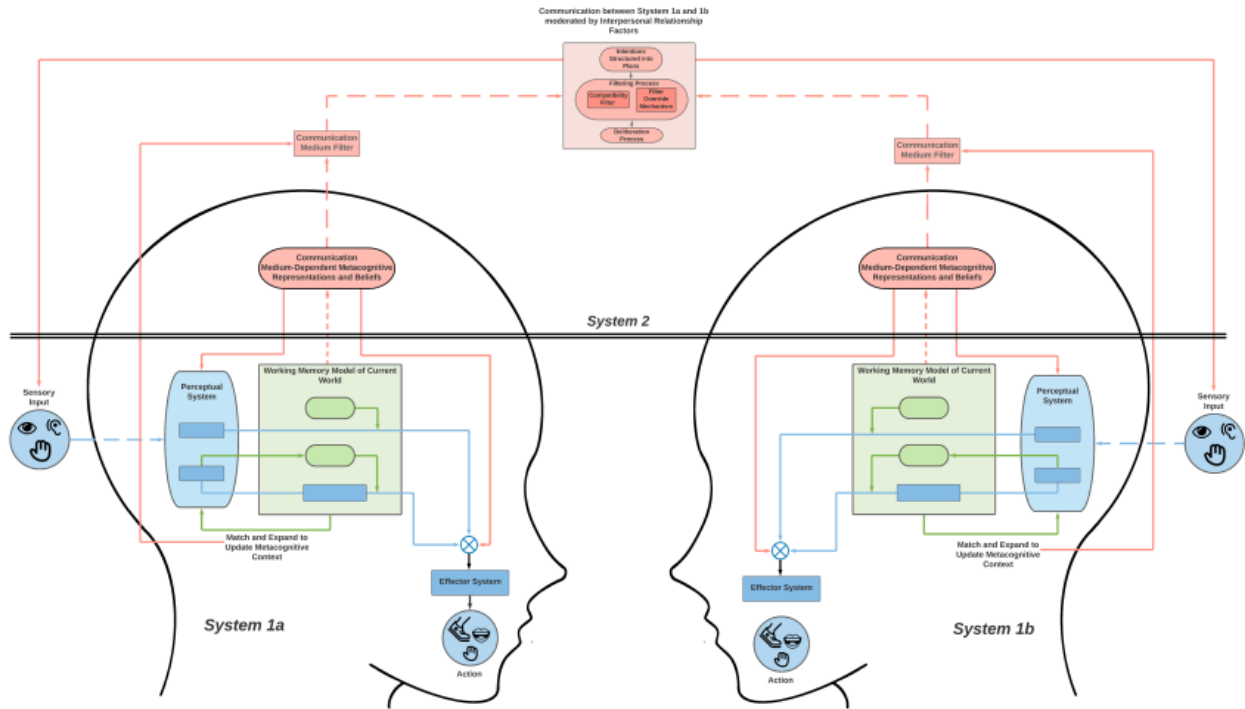 Communication between Stystem 1a and 1b
moderated by Interpersonal Relationship
Factors
Intentions
Structured into
Plans
Filtering Process
Compatibility
Filter
Filter
Override
Mechanism
Deliberation
Process
Communication
Medium Filter
Communication
Medium Filter
Communication
Medium-Dependent Metacognitive
Representations and Beliefs
Communication
Medium-Dependent Metacognitive
Representations and Beliefs
System 2
Sensory
Input
Perceptual
System
Working Memory Model of Current
World
Working Memory Model of Current
World
Perceptual
System
Sensory
Input
Match and Expand to
Update Metacognitive
Context
Match and Expand to
Update Metacognitive
Context
Effector System
Effector System
System 1a
System 1b
Action
Action